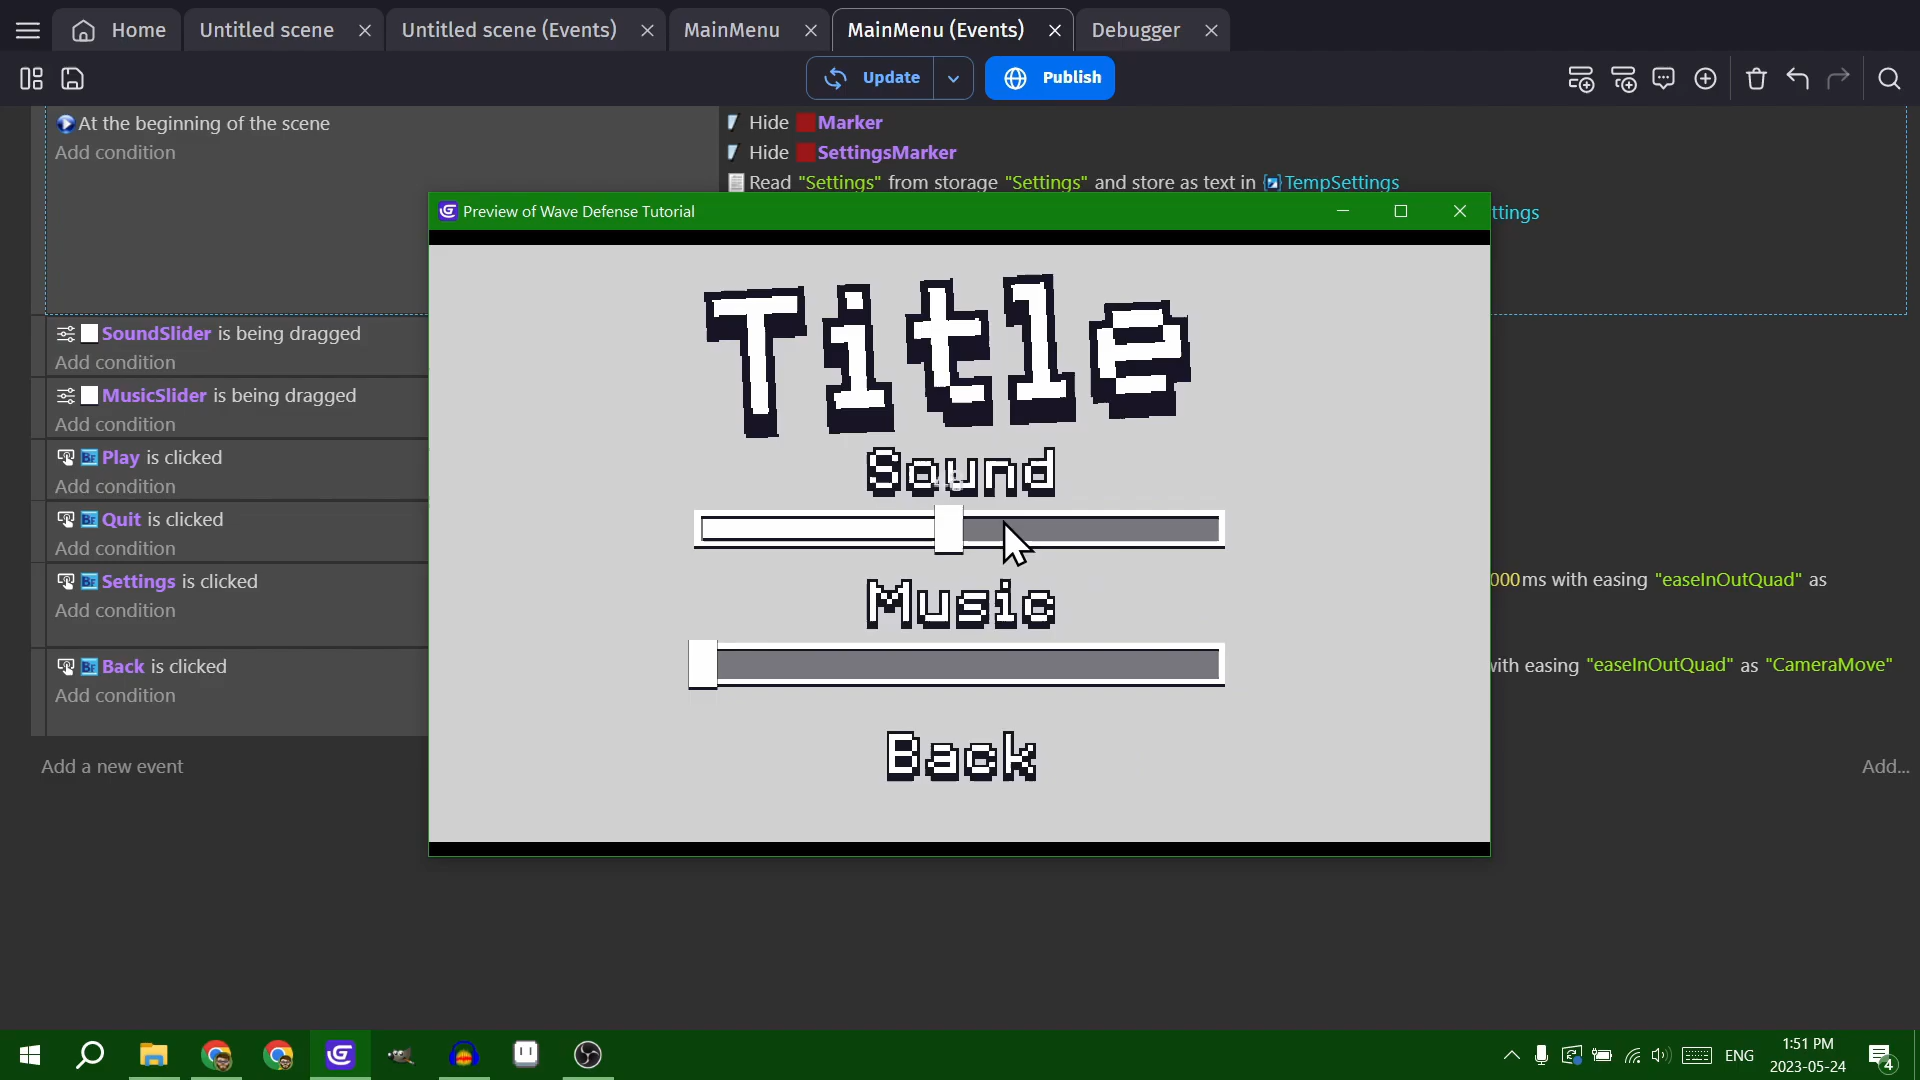 Home
Untitled scene
Untitled scene (Events)
MainMenu
MainMenu (Events)
Debugger
Update
Publish
At the beginning of the scene
Add condition
Hide Marker
Hide SettingsMarker
Read "Settings" from storage "Settings" and store as text in TempSettings
ttings
Preview of Wave Defense Tutorial
Title
Sound
Music
Back
SoundSlider is being dragged
Add condition
MusicSlider is being dragged
Add condition
Play is clicked
Add condition
Quit is clicked
Add condition
Settings is clicked
Add condition
000ms with easing "easeInOutQuad" as
Back is clicked
Add condition
with easing "easeInOutQuad" as "CameraMove"
Add a new event
Add...
ENG
1:51 PM
2023-05-24
4